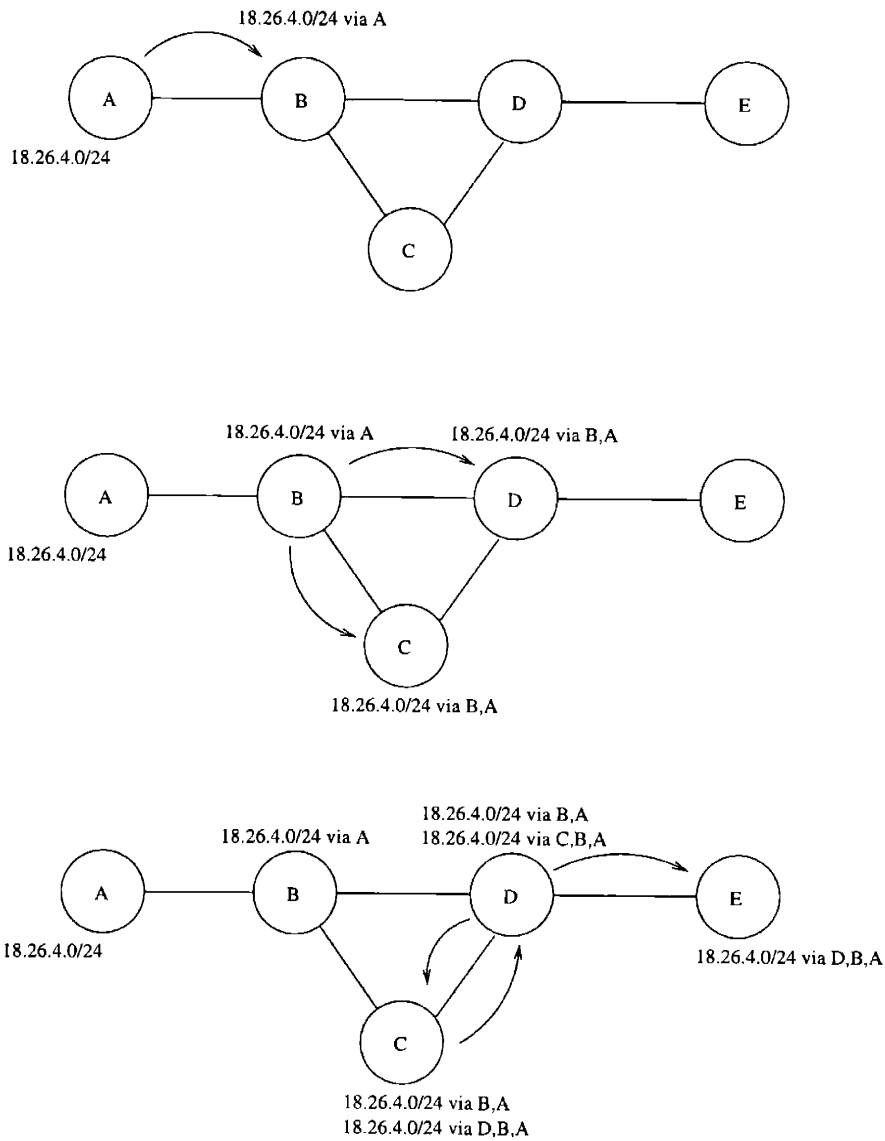 18.26.4.0/24 via A
A
B
D
E
18.26.4.0/24
C
18.26.4.0/24 via A
18.26.4.0/24 via B,A
A
B
D
E
18.26.4.0/24
C
18.26.4.0/24 via B,A
18.26.4.0/24 via B,A
18.26.4.0/24 via A
18.26.4.0/24 via C,B,A
A
B
D
E
18.26.4.0/24
18.26.4.0/24 via D,B,A
C
18.26.4.0/24 via B,A
18.26.4.0/24 via D,B,A